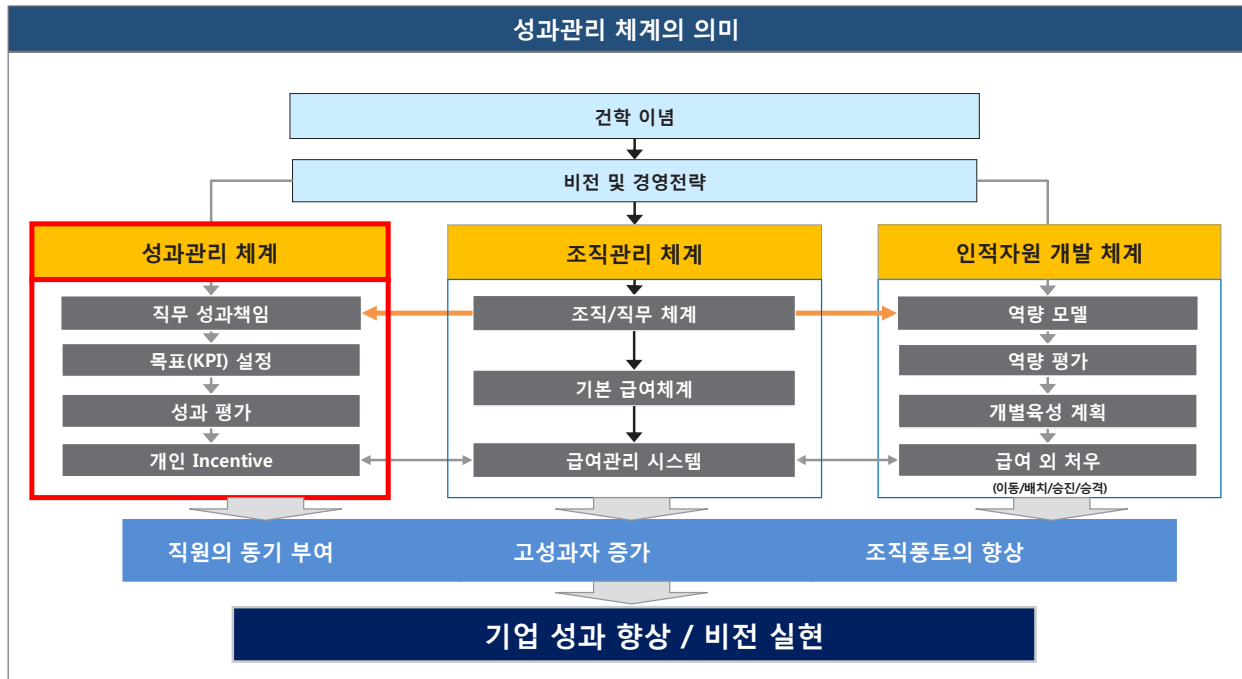 성과관리 체계의 의미
건학 이념
비전 및 경영전략
성과관리 체계
조직관리 체계
인적자원 개발 체계
직무 성과책임
조직/직무 체계
역량 모델
목표(KPI) 설정
역량 평가
기본 급여체계
성과 평가
개별육성 계획
개인 Incentive
급여관리 시스템
급여 외 처우
(이동/배치/승진/승격)
직원의 동기 부여
고성과자 증가
조직풍토의 향상
기업 성과 향상 / 비전 실현